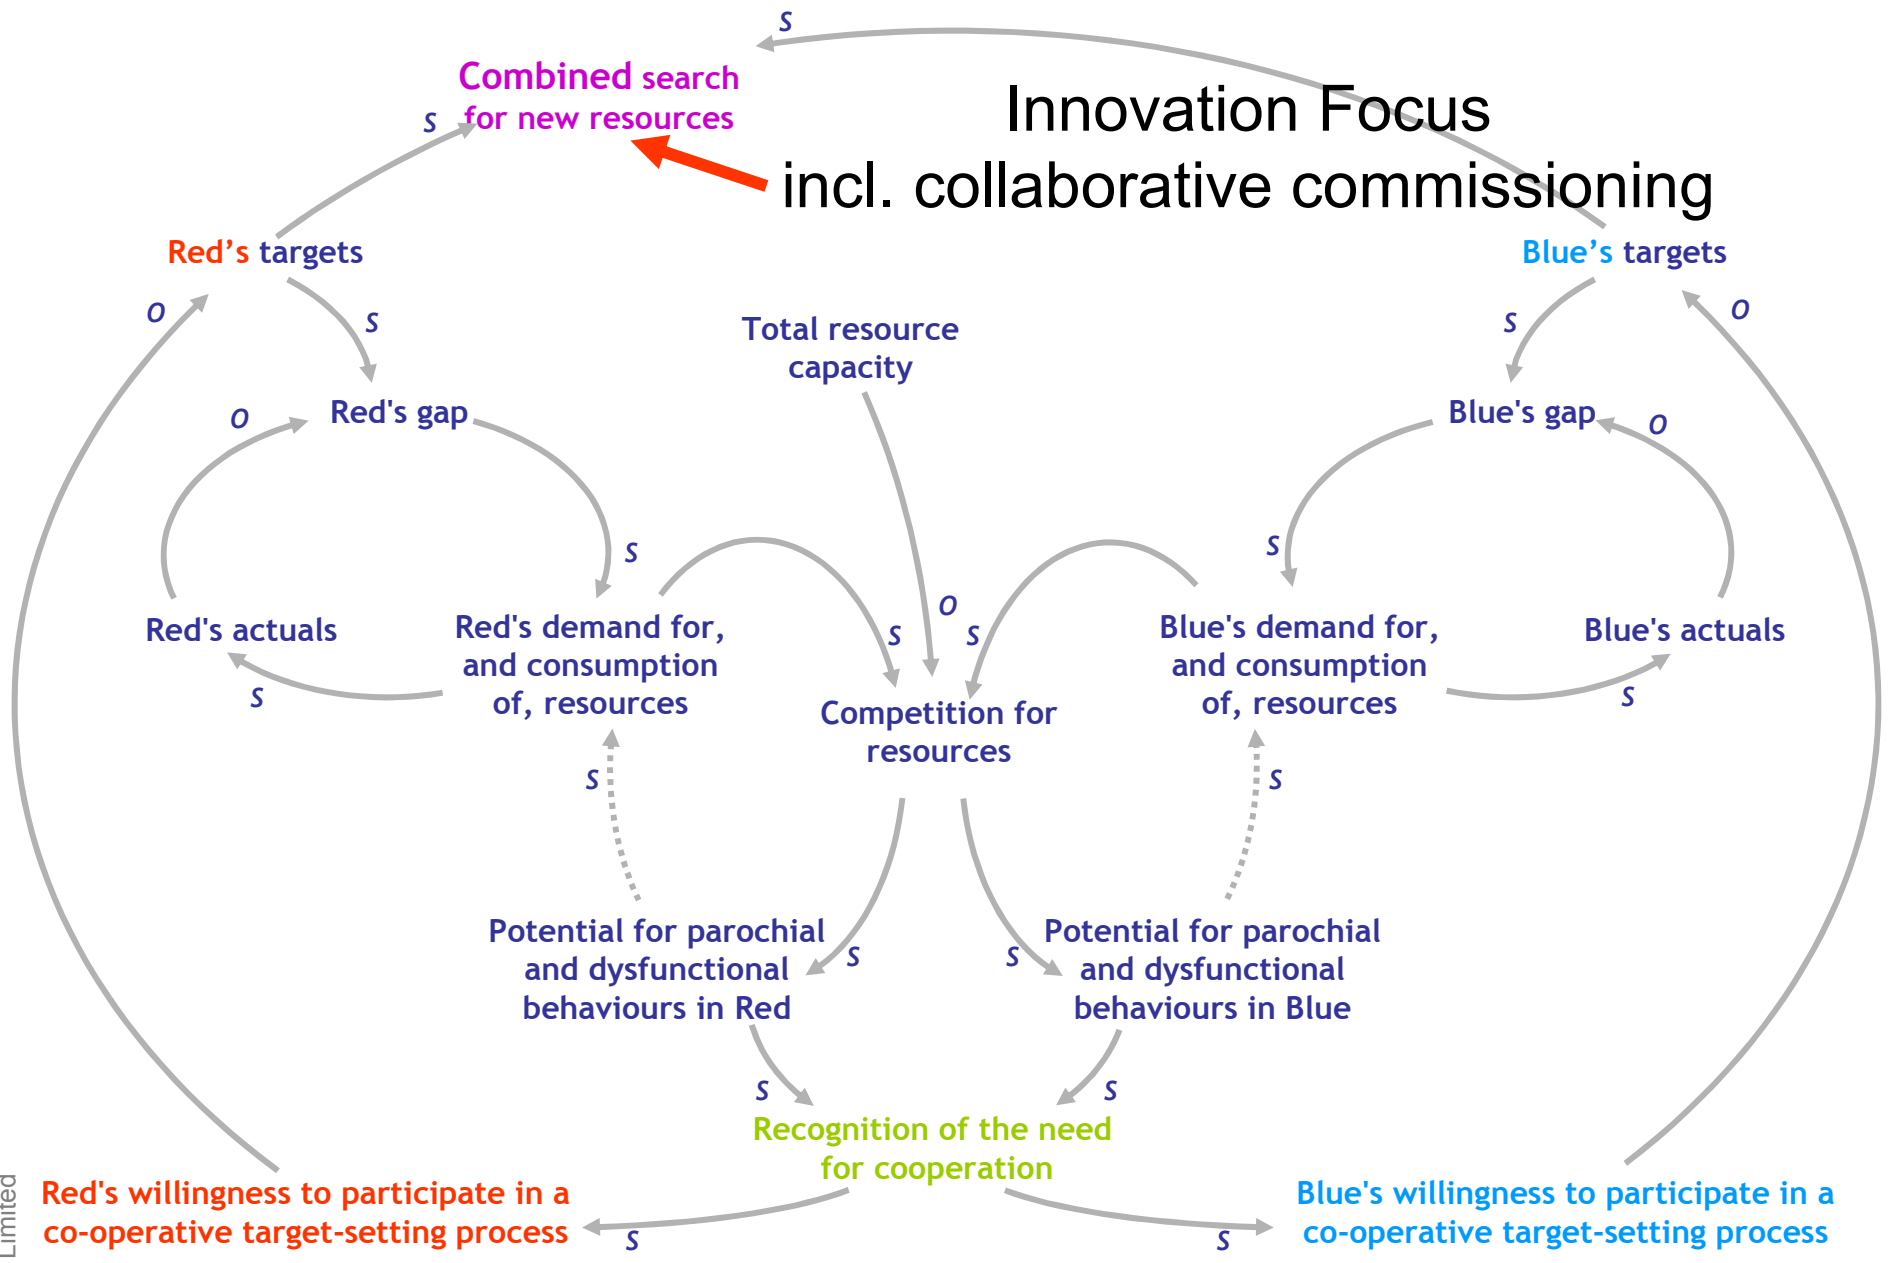 S
Combined search
for new resources
S
Innovation Focus
incl. collaborative commissioning
Red’s targets
Blue’s targets
O
S
Total resource
capacity
S
O
O
Red's gap
Blue's gap
O
S
S
Red's actuals
Red's demand for,
and consumption
of, resources
S
O
S
Blue's demand for,
and consumption
of, resources
Blue's actuals
S
Competition for
resources
S
S
S
Potential for parochial
and dysfunctional
behaviours in Red
S
S
Potential for parochial
and dysfunctional
behaviours in Blue
S
S
Recognition of the need
for cooperation
Limited
Red's willingness to participate in a
co-operative target-setting process
S
S
Blue's willingness to participate in a
co-operative target-setting process